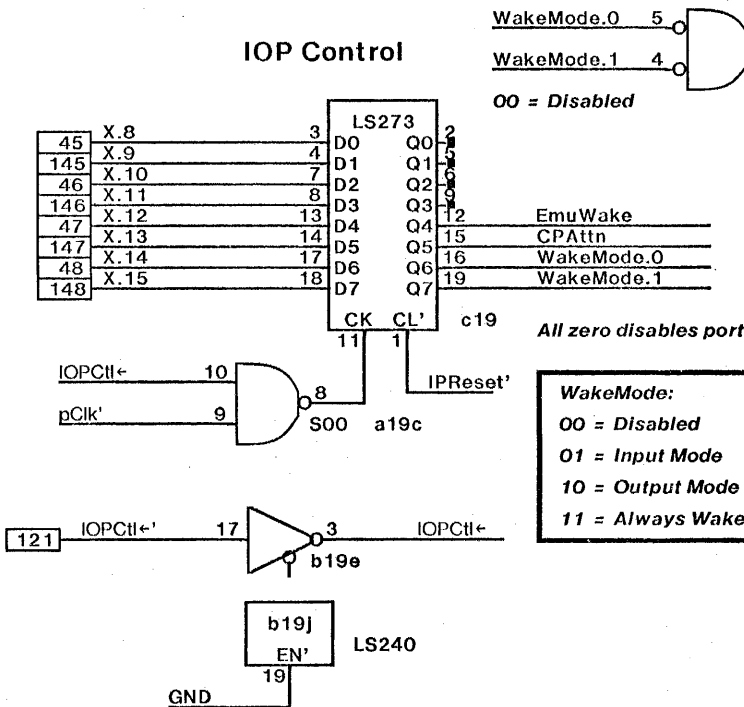 WakeMode.0 5
WakeMode.1 4
00 = Disabled
IOP Control
LS273
45 X.8 3 D0 Q0 2
145 X.9 4 D1 Q1
46 X.10 7 D2 Q2
146 X.11 8 D3 Q3
47 X.12 13 D4 Q4 12 EmuWake
147 X.13 14 D5 Q5 15 CPAttn
48 X.14 17 D6 Q6 16 WakeMode.0
148 X.15 18 D7 Q7 19 WakeMode.1
CK CL' c19
11 1
All zero disables port
IOPCtl← 10
pClk' 9
8
S00 a19c
IPReset'
WakeMode:
00 = Disabled
01 = Input Mode
10 = Output Mode
11 = Always Wake
121 IOPCtl←' 17 3 IOPCtl←
b19e
b19j
EN'
LS240
19
GND